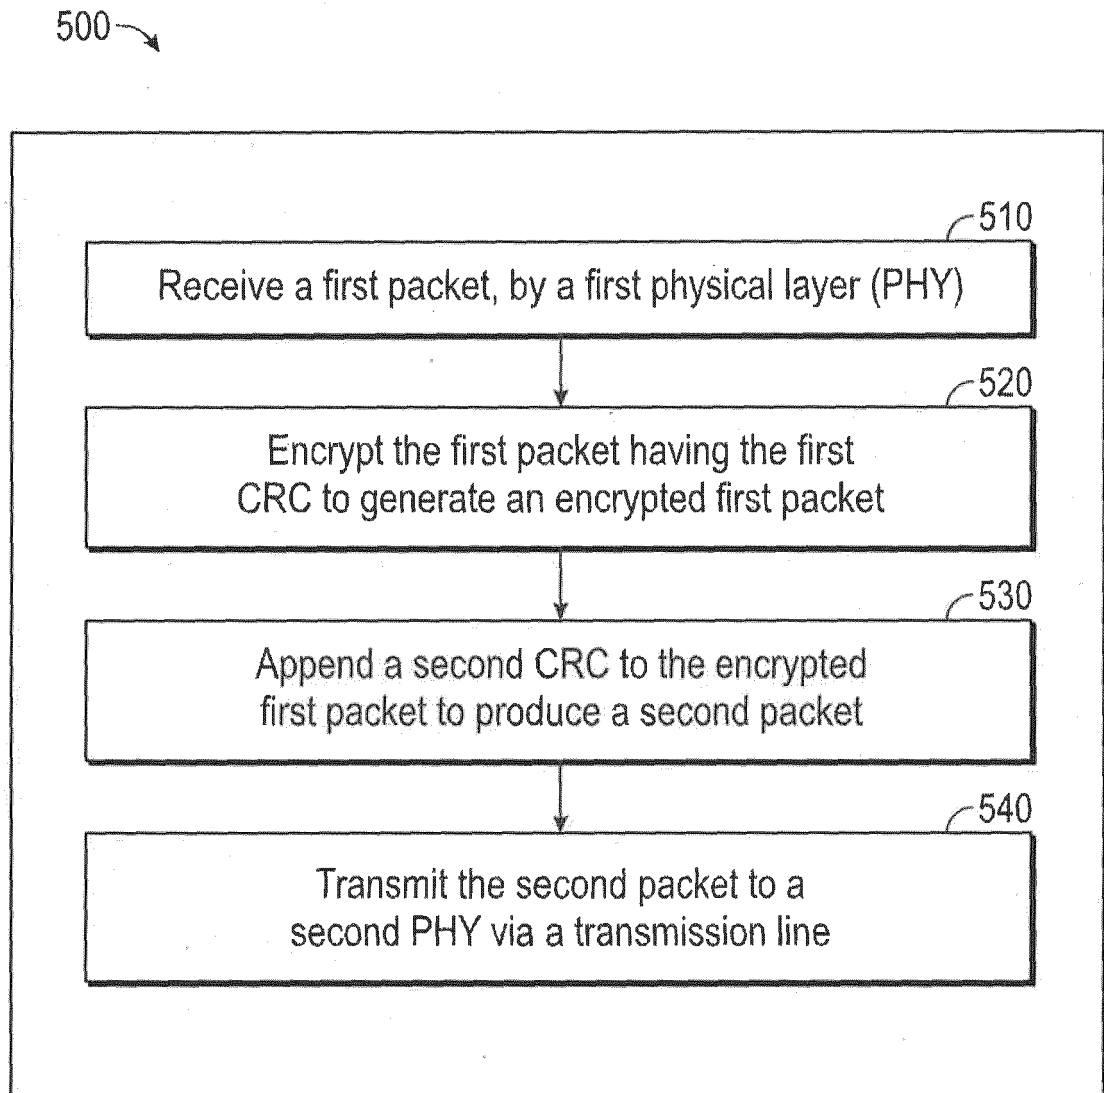 500
510
Receive a first packet, by a first physical layer (PHY)
520
Encrypt the first packet having the first
CRC to generate an encrypted first packet
530
Append a second CRC to the encrypted
first packet to produce a second packet
540
Transmit the second packet to a
second PHY via a transmission line